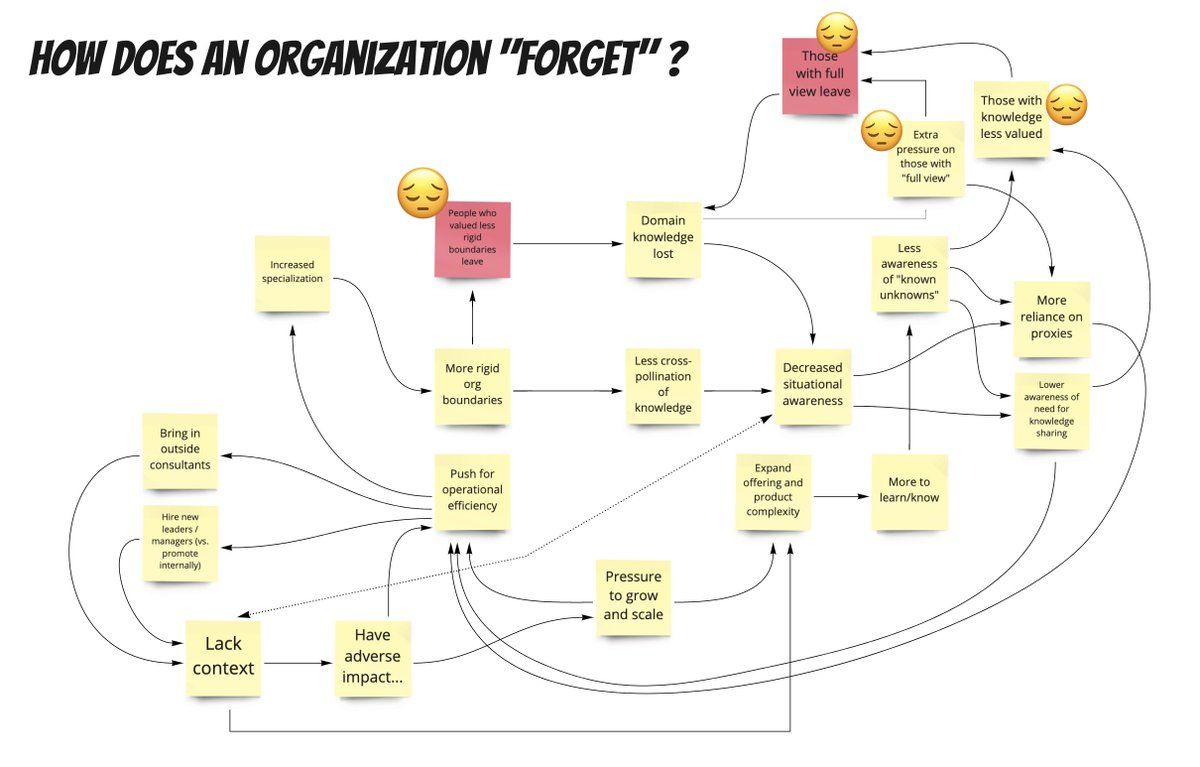 HOW DOES AN ORGANIZATION "FORGET" ?
Those
with full
view leave
Those with
knowledge
less valued
Extra
pressure on
those with
"full view"
People who
valued less
rigid
boundaries
leave
Domain
knowledge
lost
Increased
specialization
Less
awareness
of "known
unknowns"
More
reliance on
proxies
More rigid
org
boundaries
Less cross-
pollination
of
knowledge
Decreased
situational
awareness
Lower
awareness of
need for
knowledge
sharing
Bring in
outside
consultants
Push for
operational
efficiency
Expand
offering and
product
complexity
More to
learn/know
Hire new
leaders /
managers (vs.
promote
internally)
Pressure
to grow
and scale
Lack
context
Have
adverse
impact...